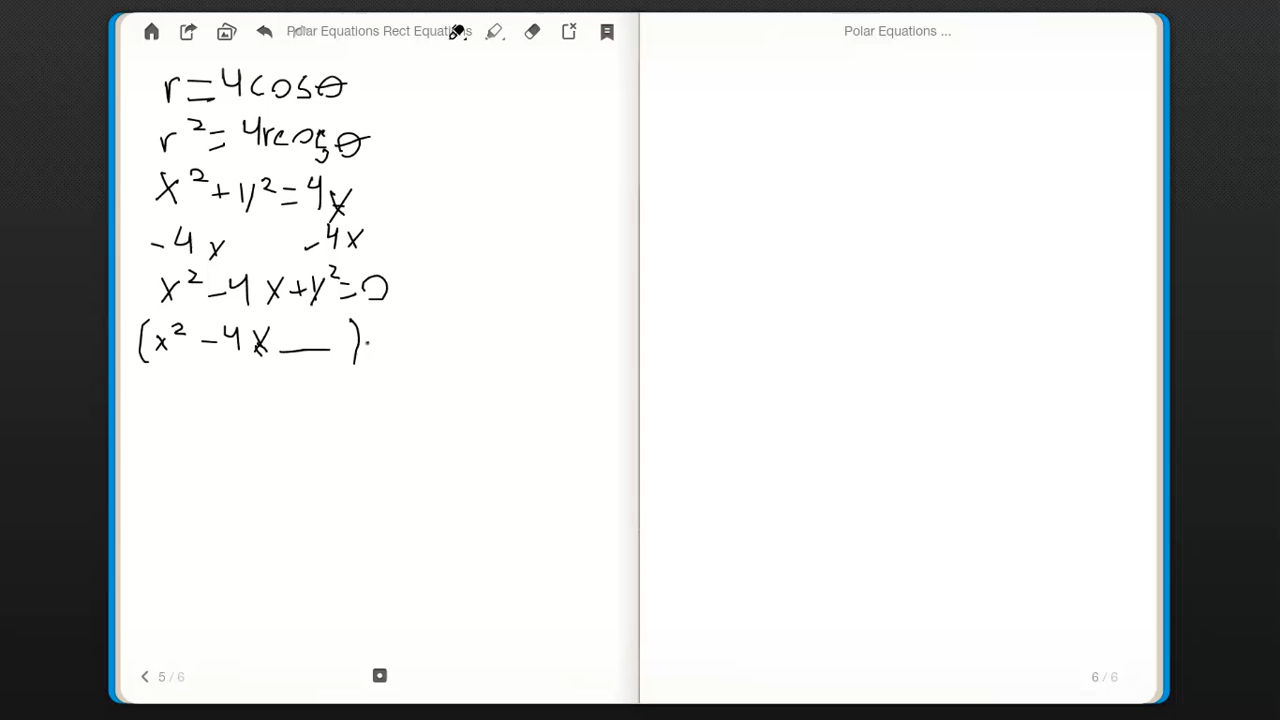 Polar Equations Rect Equations
Polar Equations ...
r = 4cosθ
r² = 4rcosθ
x² + y² = 4x
-4x -4x
x² - 4x + y² = 0
(x² - 4x ___ )
5 / 6
6 / 6